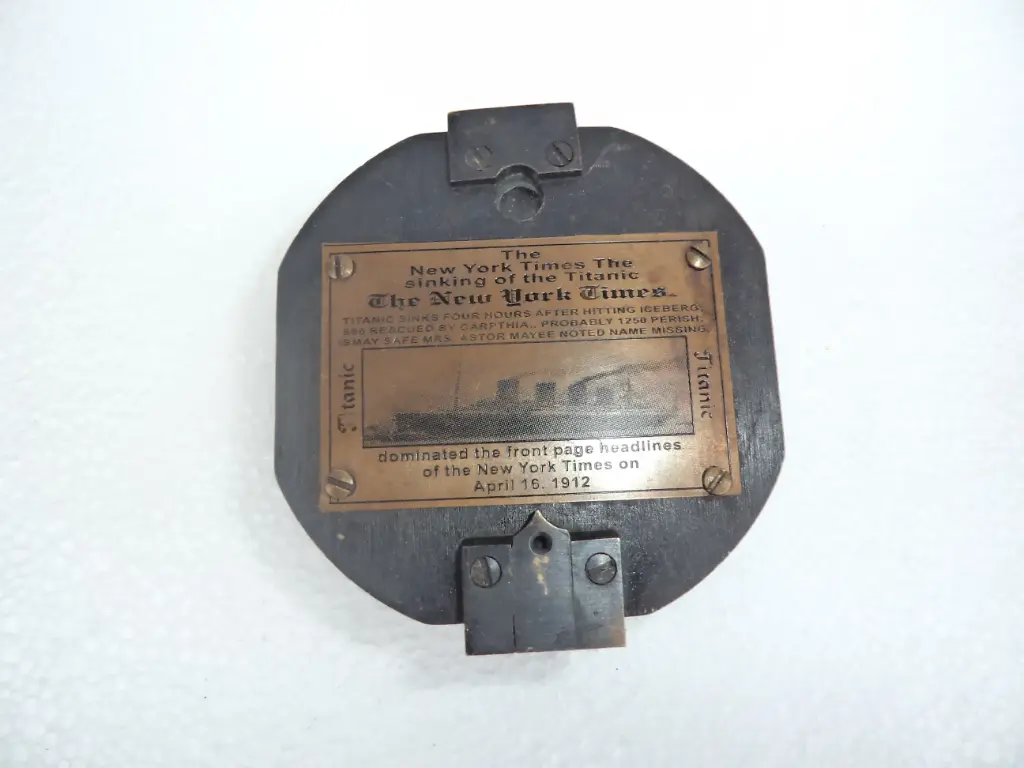 The
New York Times The
sinking of the Titanic
The New York Times.
TITANIC SINKS FOUR HOURS AFTER HITTING ICEBERG;
RESCUED BY CARPTHIA.. PROBABLY 1250 PERISH;
ISMAY SAFE MRS. ASTOR MAYEE NOTED NAME MISSING.
Titanic
Titanic
dominated the front page headlines
of the New York Times on
April 16. 1912